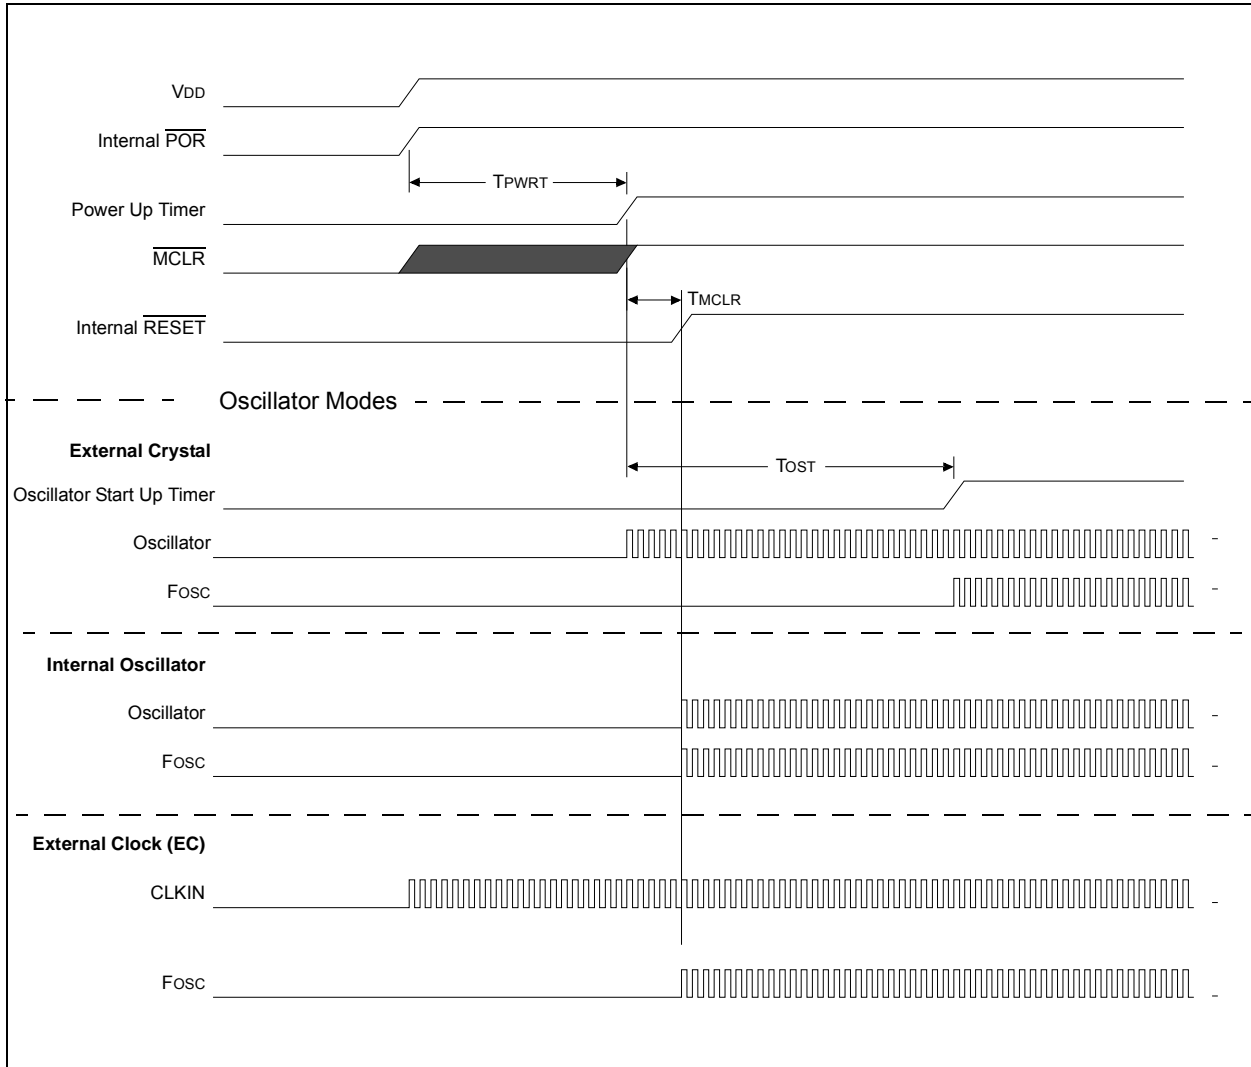 VDD
Internal POR
TPWRT
Power Up Timer
MCLR
TMCLR
Internal RESET
Oscillator Modes
External Crystal
TOST
Oscillator Start Up Timer
Oscillator
FOSC
Internal Oscillator
Oscillator
FOSC
External Clock (EC)
CLKIN
FOSC